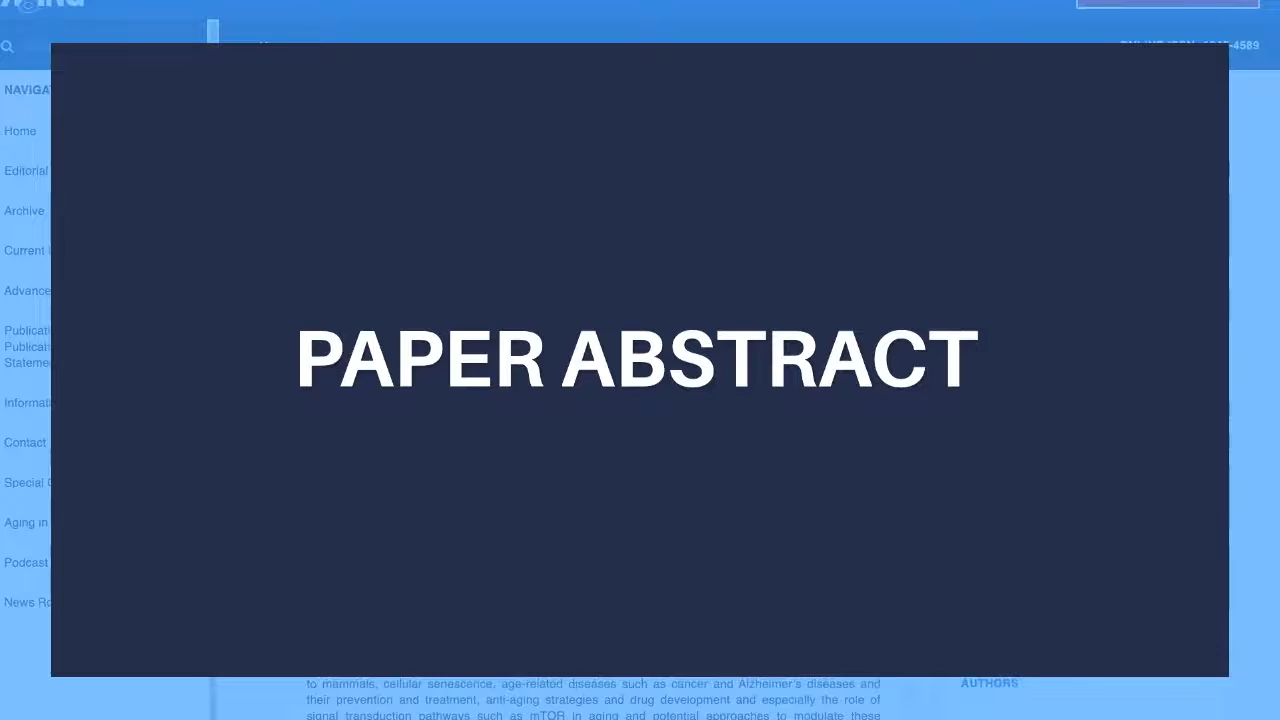 NAVIGA
Home
Editorial
Archive
Current
Advance
Publicati
Publicati
Stateme
Informati
Contact
Special
Aging in
Podcast
News Ro
PAPER ABSTRACT
to mammals, cellular senescence, age-related diseases such as cancer and Alzheimer's diseases and
their prevention and treatment, anti-aging strategies and drug development and especially the role of
signal transduction pathways such as mTOR in aging and potential approaches to modulate these
AUTHORS